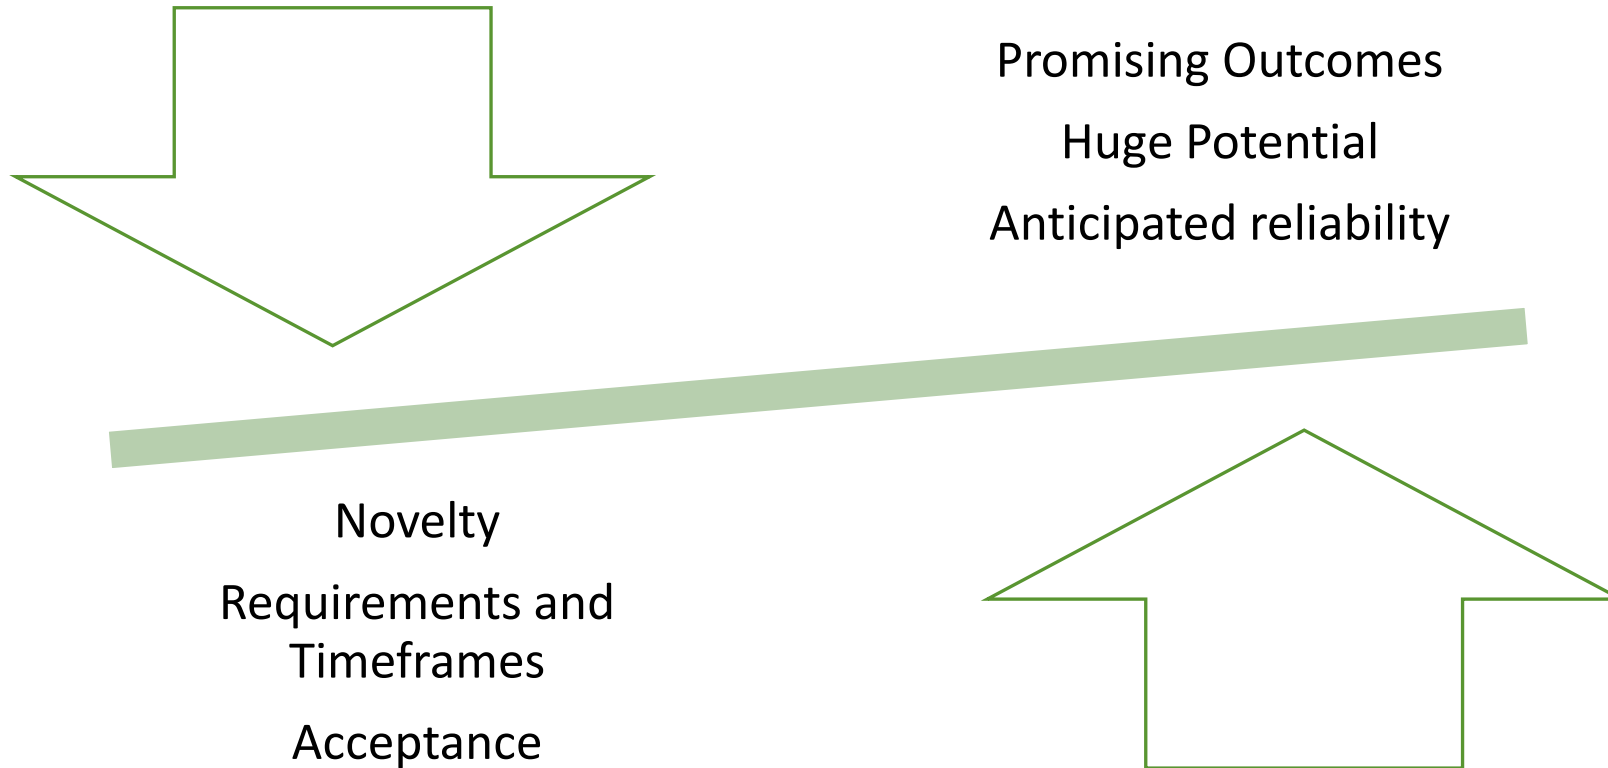 Promising Outcomes
Huge Potential
Anticipated reliability
Novelty
Requirements and
Timeframes
Acceptance